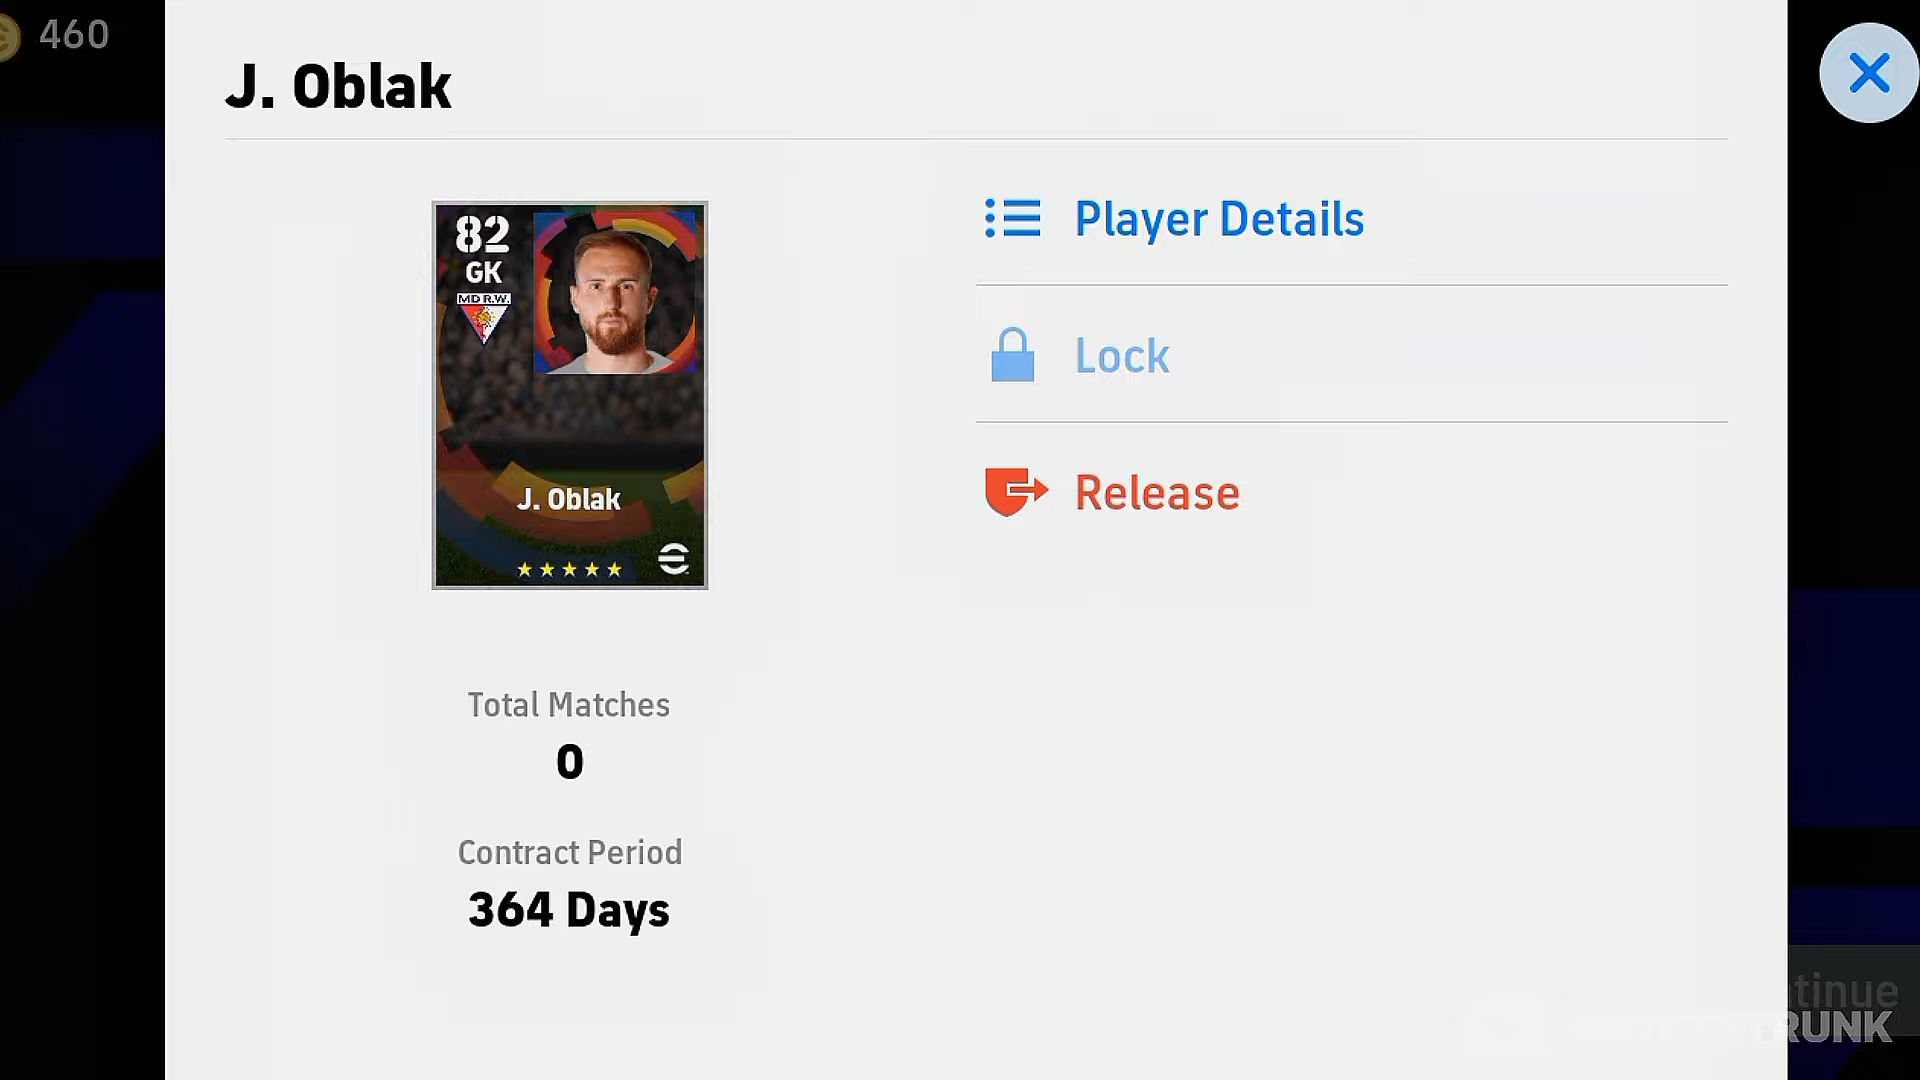 460
J. Oblak
82
GK
MD R.W.
J. Oblak
Player Details
Lock
Release
Total Matches
0
Contract Period
364 Days
tinue
RUNK